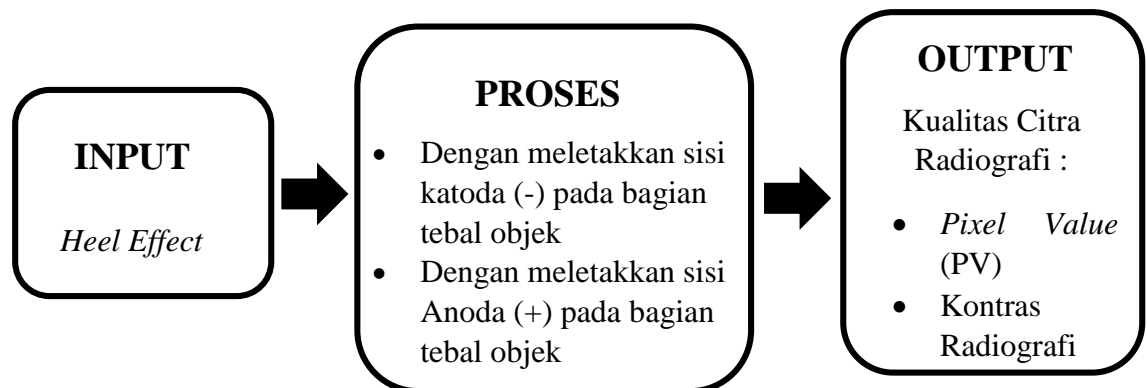 INPUT
Heel Effect
PROSES
• Dengan meletakkan sisi
katoda (-) pada bagian
tebal objek
• Dengan meletakkan sisi
Anoda (+) pada bagian
tebal objek
OUTPUT
Kualitas Citra
Radiografi :
• Pixel Value
(PV)
• Kontras
Radiografi